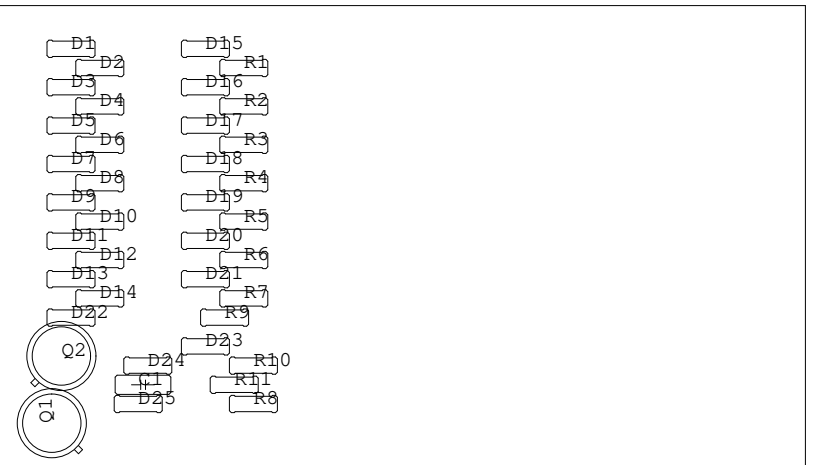 D1 D15
D2 R1
D3 D16
D4 R2
D5 D17
D6 R3
D7 D18
D8 R4
D9 D19
D10 R5
D11 D20
D12 R6
D13 D21
D14 R7
D22 R9
Q2 D23
D24 R10
C1 R11
Q1 D25 R8